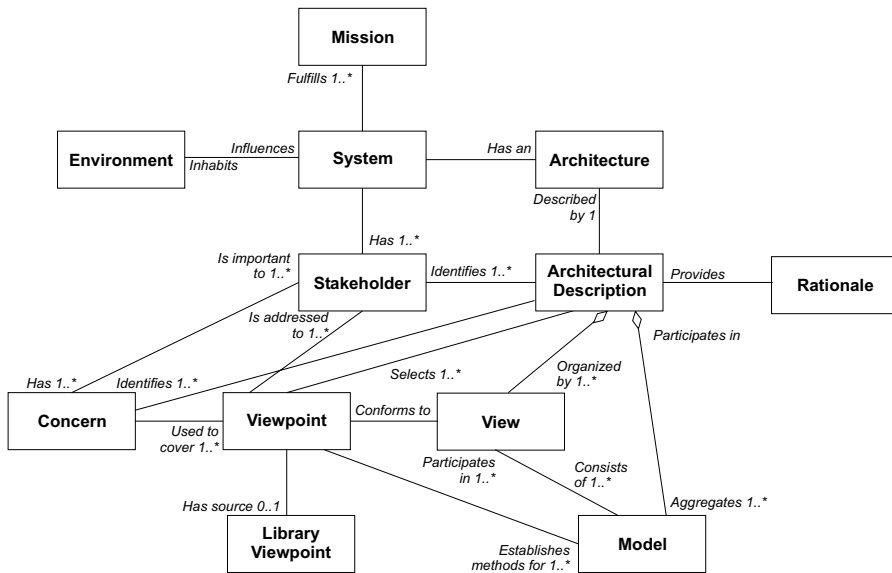 Mission
Fulfills 1..*
Environment
Influences
Inhabits
System
Has an
Architecture
Described
by 1
Has 1..*
Is important
to 1..*
Stakeholder
Identifies 1..*
Architectural
Description
Provides
Rationale
Is addressed
to 1..*
Participates in
Organized
by 1..*
Selects 1..*
Has 1..*
Identifies 1..*
Concern
Used to
cover 1..*
Viewpoint
Conforms to
View
Participates
in 1..*
Consists
of 1..*
Has source 0..1
Aggregates 1..*
Library
Viewpoint
Establishes
methods for 1..*
Model